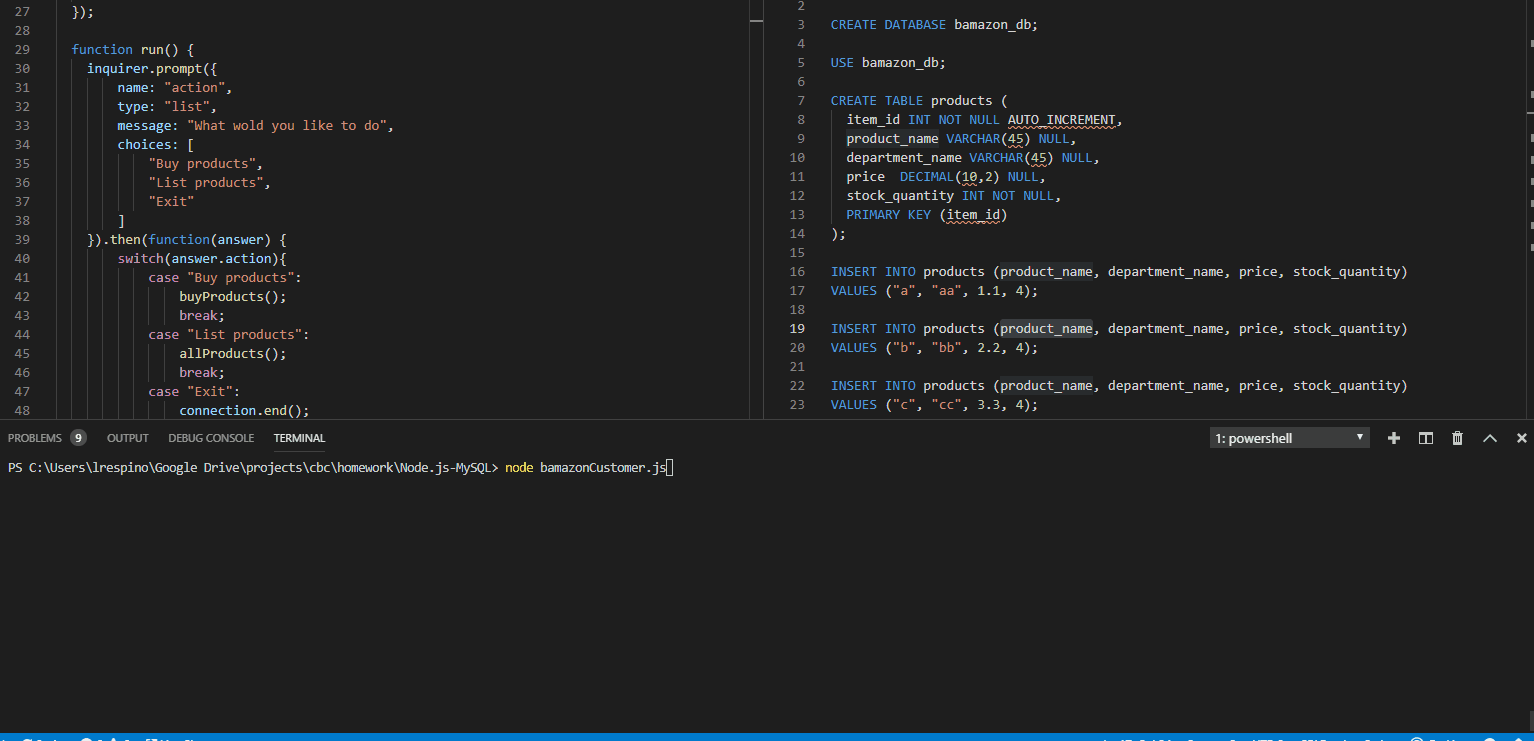 27 });
28
29 function run() {
30 inquirer.prompt({
31 name: "action",
32 type: "list",
33 message: "What wold you like to do",
34 choices: [
35 "Buy products",
36 "List products",
37 "Exit"
38 ]
39 }).then(function(answer) {
40 switch(answer.action){
41 case "Buy products":
42 buyProducts();
43 break;
44 case "List products":
45 allProducts();
46 break;
47 case "Exit":
48 connection.end();
2
3 CREATE DATABASE bamazon_db;
4
5 USE bamazon_db;
6
7 CREATE TABLE products (
8 item_id INT NOT NULL AUTO_INCREMENT,
9 product_name VARCHAR(45) NULL,
10 department_name VARCHAR(45) NULL,
11 price DECIMAL(10,2) NULL,
12 stock_quantity INT NOT NULL,
13 PRIMARY KEY (item_id)
14 );
15
16 INSERT INTO products (product_name, department_name, price, stock_quantity)
17 VALUES ("a", "aa", 1.1, 4);
18
19 INSERT INTO products (product_name, department_name, price, stock_quantity)
20 VALUES ("b", "bb", 2.2, 4);
21
22 INSERT INTO products (product_name, department_name, price, stock_quantity)
23 VALUES ("c", "cc", 3.3, 4);
PROBLEMS 9 OUTPUT DEBUG CONSOLE TERMINAL 1: powershell
PS C:\Users\lrespino\Google Drive\projects\cbc\homework\Node.js-MySQL> node bamazonCustomer.js